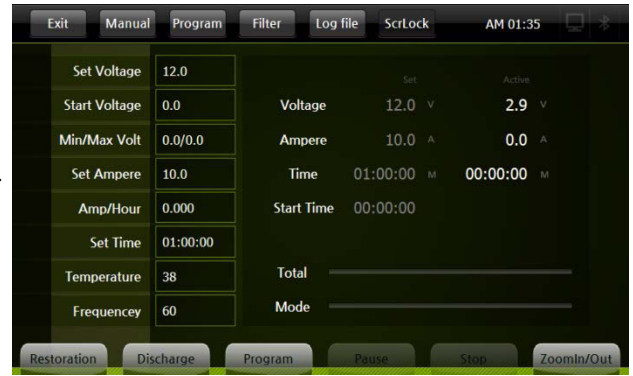 Exit Manual Program Filter Log file ScrLock AM 01:35
Set Voltage 12.0
Start Voltage 0.0
Min/Max Volt 0.0/0.0
Set Ampere 10.0
Amp/Hour 0.000
Set Time 01:00:00
Temperature 38
Frequencey 60
Set Active
Voltage 12.0 V 2.9 V
Ampere 10.0 A 0.0 A
Time 01:00:00 M 00:00:00 M
Start Time 00:00:00
Total
Mode
Restoration Discharge Program Pause Stop ZoomIn/Out